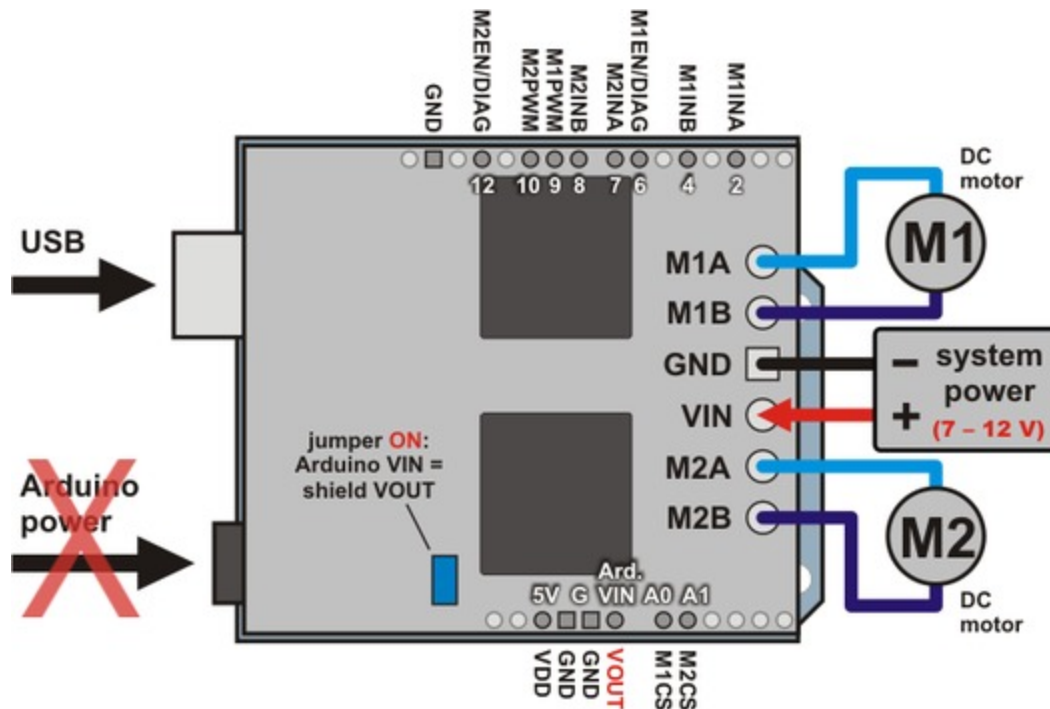 GND
M2EN/DIAG
M2PWM
M1PWM
M2INB
M2INA
M1EN/DIAG
M1INB
M1INA
12 10 9 8 7 6 4 2
DC
motor
USB
M1A
M1
M1B
GND
– system
power
VIN
+ (7 – 12 V)
jumper ON:
Arduino VIN =
shield VOUT
M2A
Arduino
power
M2B
M2
Ard.
5V G VIN A0 A1
DC
motor
VDD
GND
GND
VOUT
M1CS
M2CS